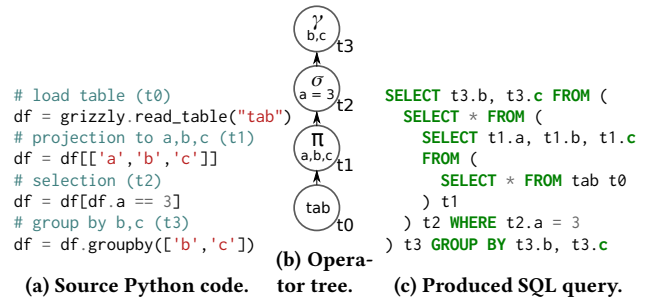 # load table (t0)
df = grizzly.read_table("tab")
# projection to a,b,c (t1)
df = df[['a','b','c']]
# selection (t2)
df = df[df.a == 3]
# group by b,c (t3)
df = df.groupby(['b','c'])
(a) Source Python code.
γ
b,c
t3
σ
a = 3
t2
π
a,b,c
t1
tab
t0
(b) Opera-
tor tree.
SELECT t3.b, t3.c FROM (
SELECT * FROM (
SELECT t1.a, t1.b, t1.c
FROM (
SELECT * FROM tab t0
) t1
) t2 WHERE t2.a = 3
) t3 GROUP BY t3.b, t3.c
(c) Produced SQL query.